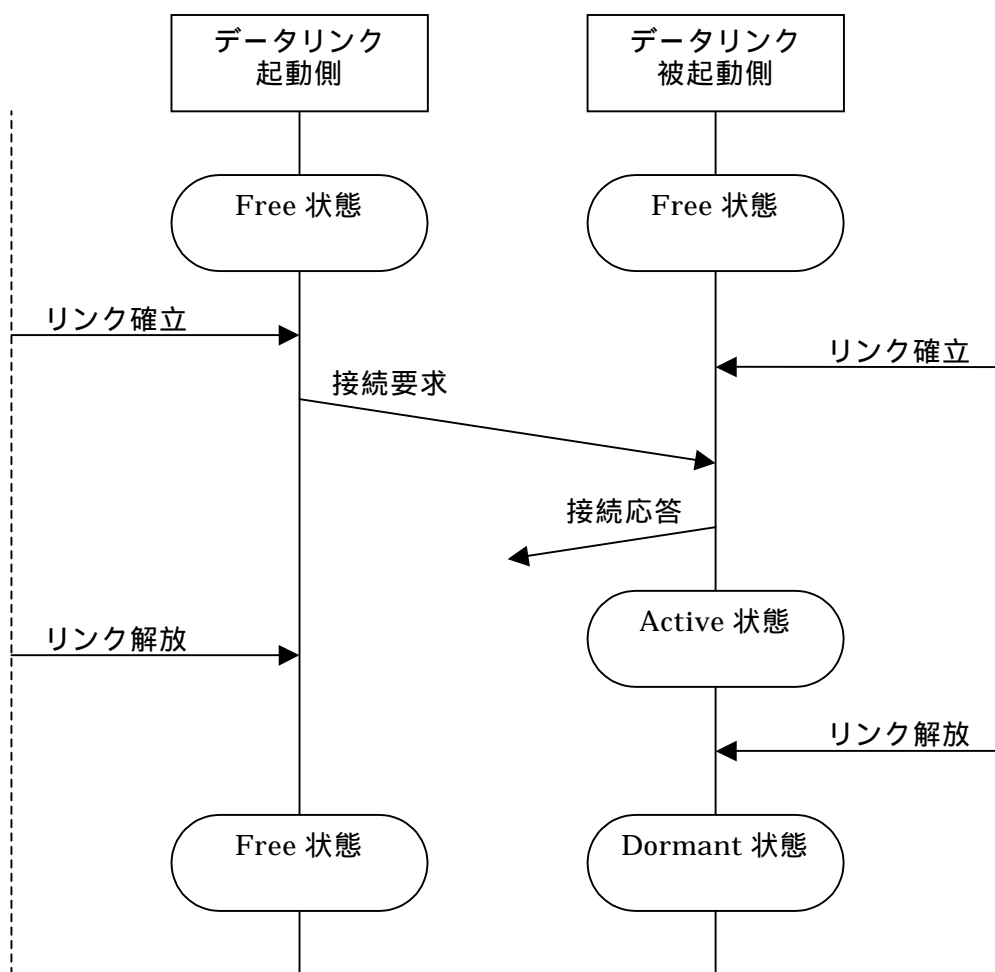 データリンク
起動側
データリンク
被起動側
Free 状態
Free 状態
リンク確立
リンク確立
接続要求
接続応答
Active 状態
リンク解放
リンク解放
Free 状態
Dormant 状態